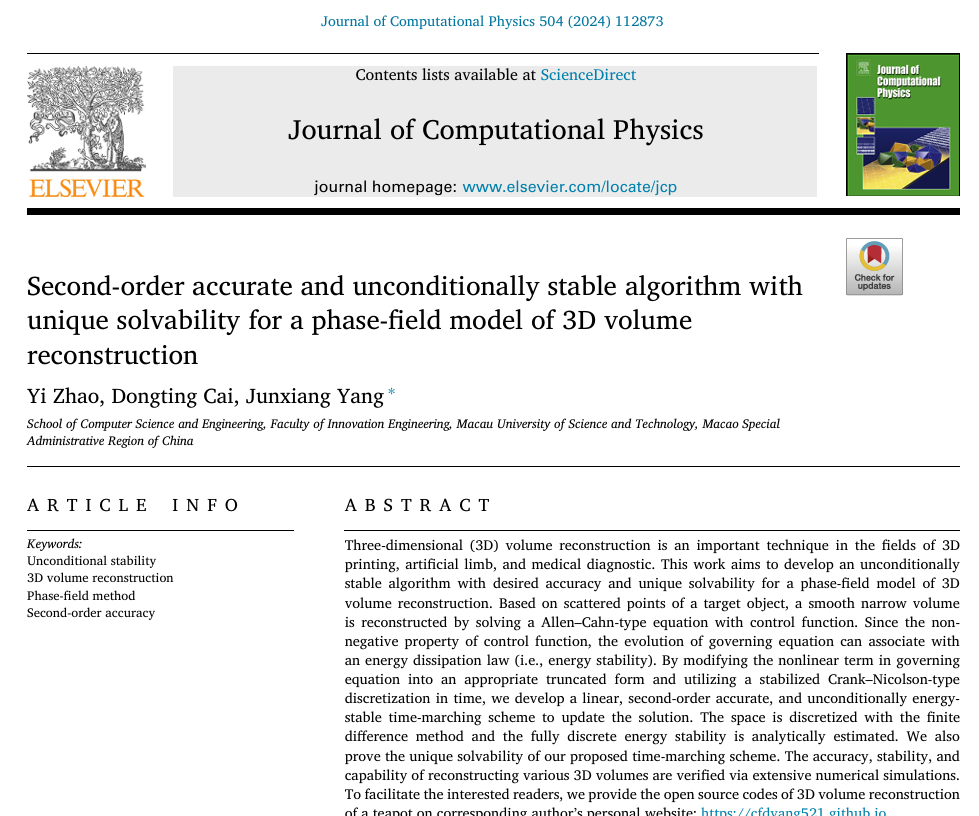 Journal of Computational Physics 504 (2024) 112873
Contents lists available at ScienceDirect
Journal of Computational Physics
journal homepage: www.elsevier.com/locate/jcp
ELSEVIER
Journal of
Computational
Physics
Check for
updates
Second-order accurate and unconditionally stable algorithm with
unique solvability for a phase-field model of 3D volume
reconstruction
Yi Zhao, Dongting Cai, Junxiang Yang *
School of Computer Science and Engineering, Faculty of Innovation Engineering, Macau University of Science and Technology, Macao Special
Administrative Region of China
ARTICLE INFO
Keywords:
Unconditional stability
3D volume reconstruction
Phase-field method
Second-order accuracy
ABSTRACT
Three-dimensional (3D) volume reconstruction is an important technique in the fields of 3D
printing, artificial limb, and medical diagnostic. This work aims to develop an unconditionally
stable algorithm with desired accuracy and unique solvability for a phase-field model of 3D
volume reconstruction. Based on scattered points of a target object, a smooth narrow volume
is reconstructed by solving a Allen–Cahn-type equation with control function. Since the non-
negative property of control function, the evolution of governing equation can associate with
an energy dissipation law (i.e., energy stability). By modifying the nonlinear term in governing
equation into an appropriate truncated form and utilizing a stabilized Crank–Nicolson-type
discretization in time, we develop a linear, second-order accurate, and unconditionally energy-
stable time-marching scheme to update the solution. The space is discretized with the finite
difference method and the fully discrete energy stability is analytically estimated. We also
prove the unique solvability of our proposed time-marching scheme. The accuracy, stability, and
capability of reconstructing various 3D volumes are verified via extensive numerical simulations.
To facilitate the interested readers, we provide the open source codes of 3D volume reconstruction
of a teapot on corresponding author's personal website: https://cfdyang521.github.io